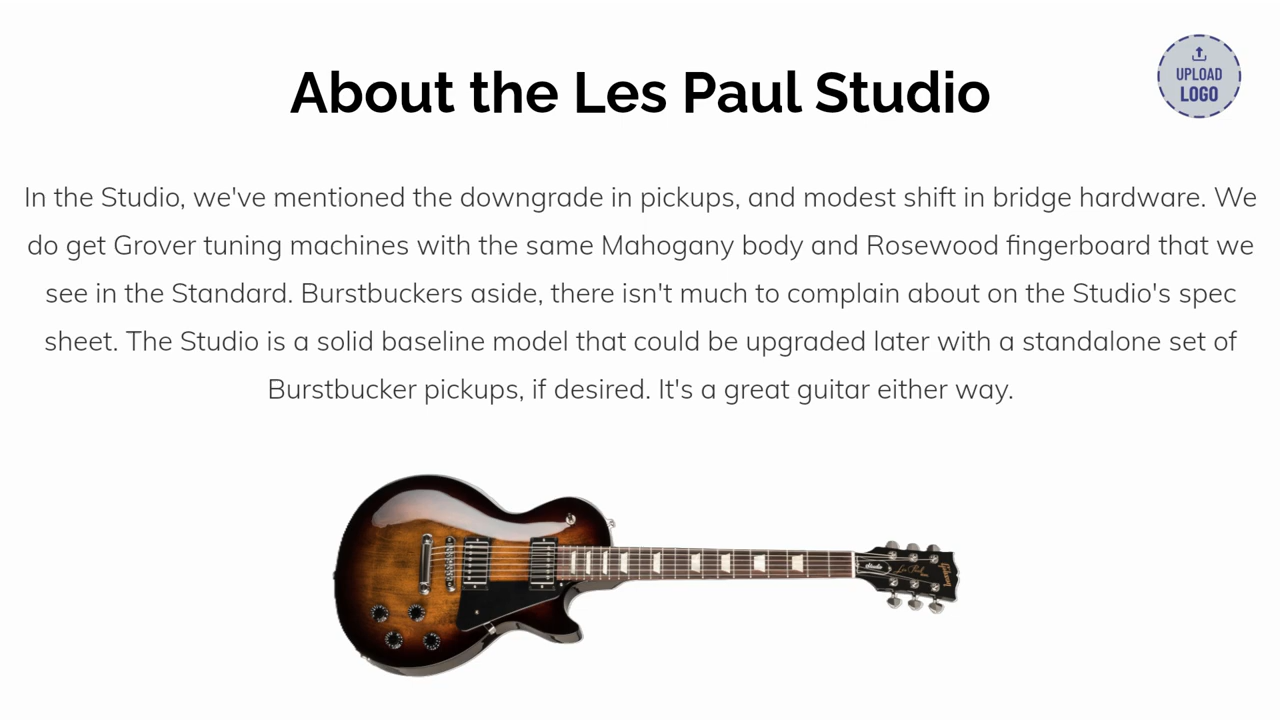 About the Les Paul Studio
UPLOAD
LOGO
In the Studio, we've mentioned the downgrade in pickups, and modest shift in bridge hardware. We
do get Grover tuning machines with the same Mahogany body and Rosewood fingerboard that we
see in the Standard. Burstbuckers aside, there isn't much to complain about on the Studio's spec
sheet. The Studio is a solid baseline model that could be upgraded later with a standalone set of
Burstbucker pickups, if desired. It's a great guitar either way.
Studio
Les Paul
Gibson